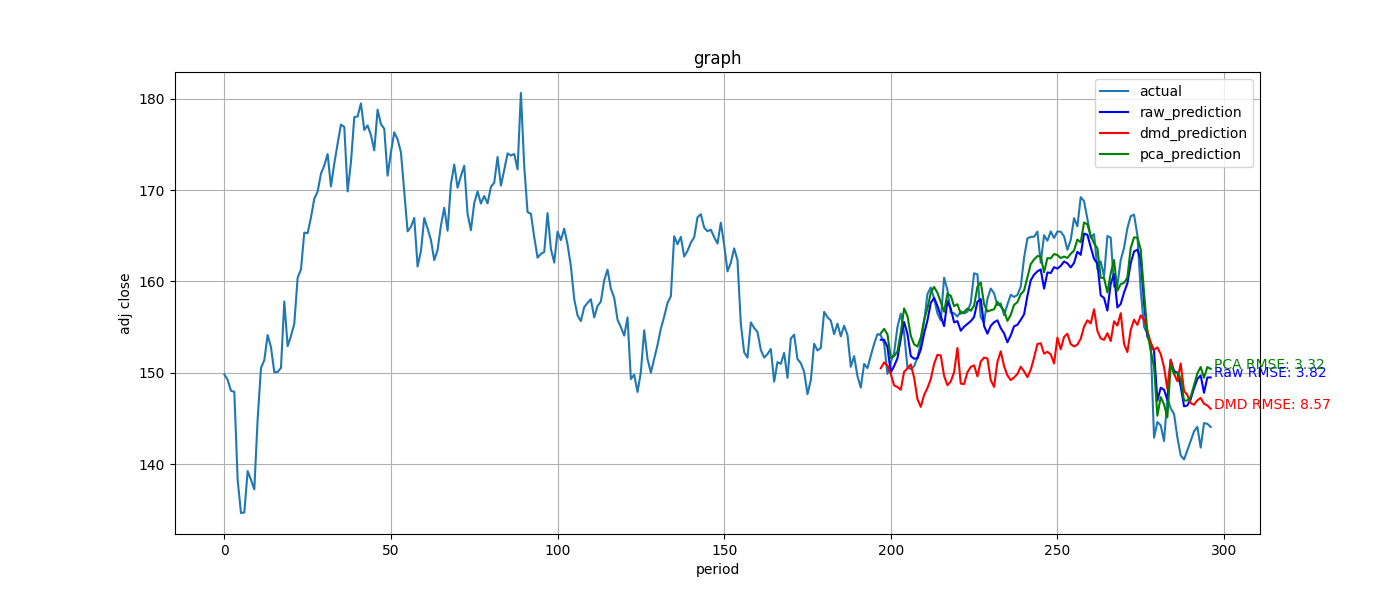 graph
actual
raw_prediction
dmd_prediction
pca_prediction
adj close
180
170
160
150
140
PCA RMSE: 3.32
Raw RMSE: 3.82
DMD RMSE: 8.57
0 50 100 150 200 250 300
period